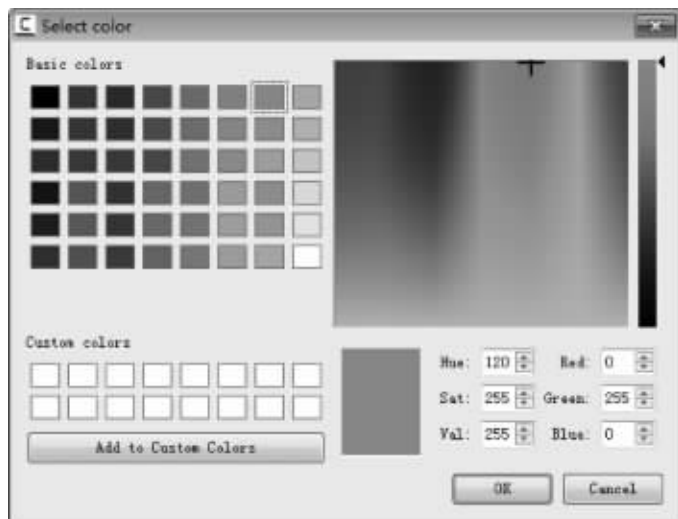 C Select color
Basic colors
Custom colors
Add to Custom Colors
Hue: 120 Red: 0
Sat: 255 Green: 255
Val: 255 Blue: 0
OK Cancel